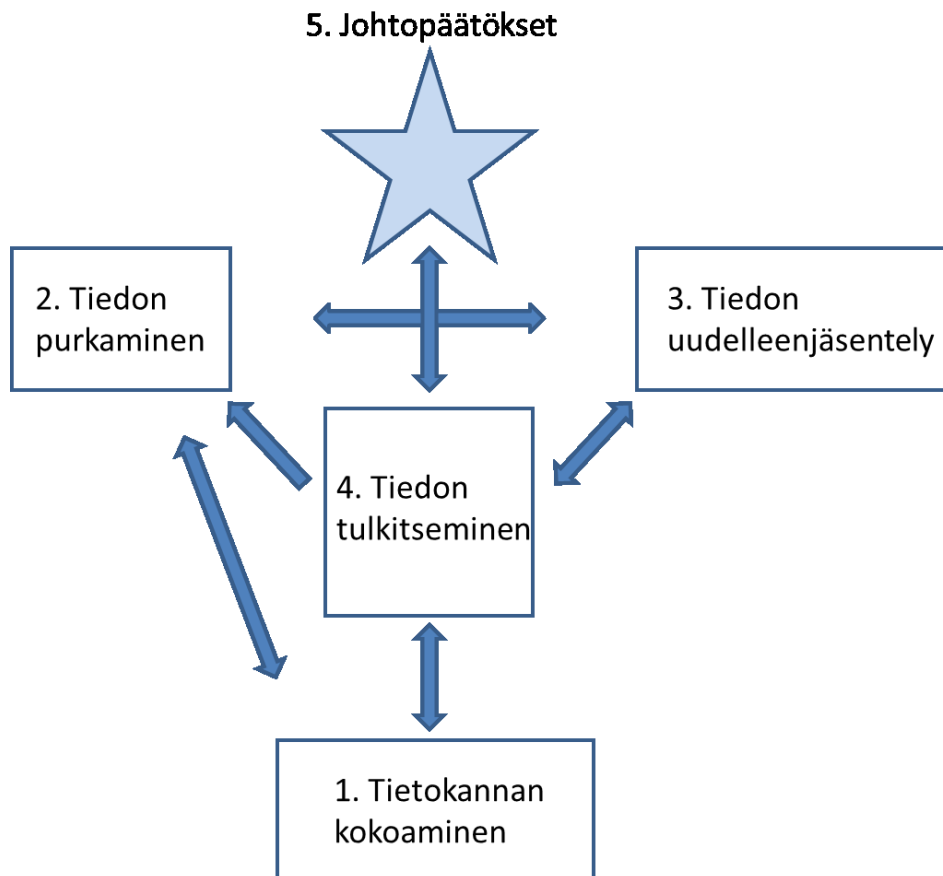 5. Johtopäätökset
2. Tiedon
purkaminen
3. Tiedon
uudelleenjäsentely
4. Tiedon
tulkitseminen
1. Tietokannan
kokoaminen